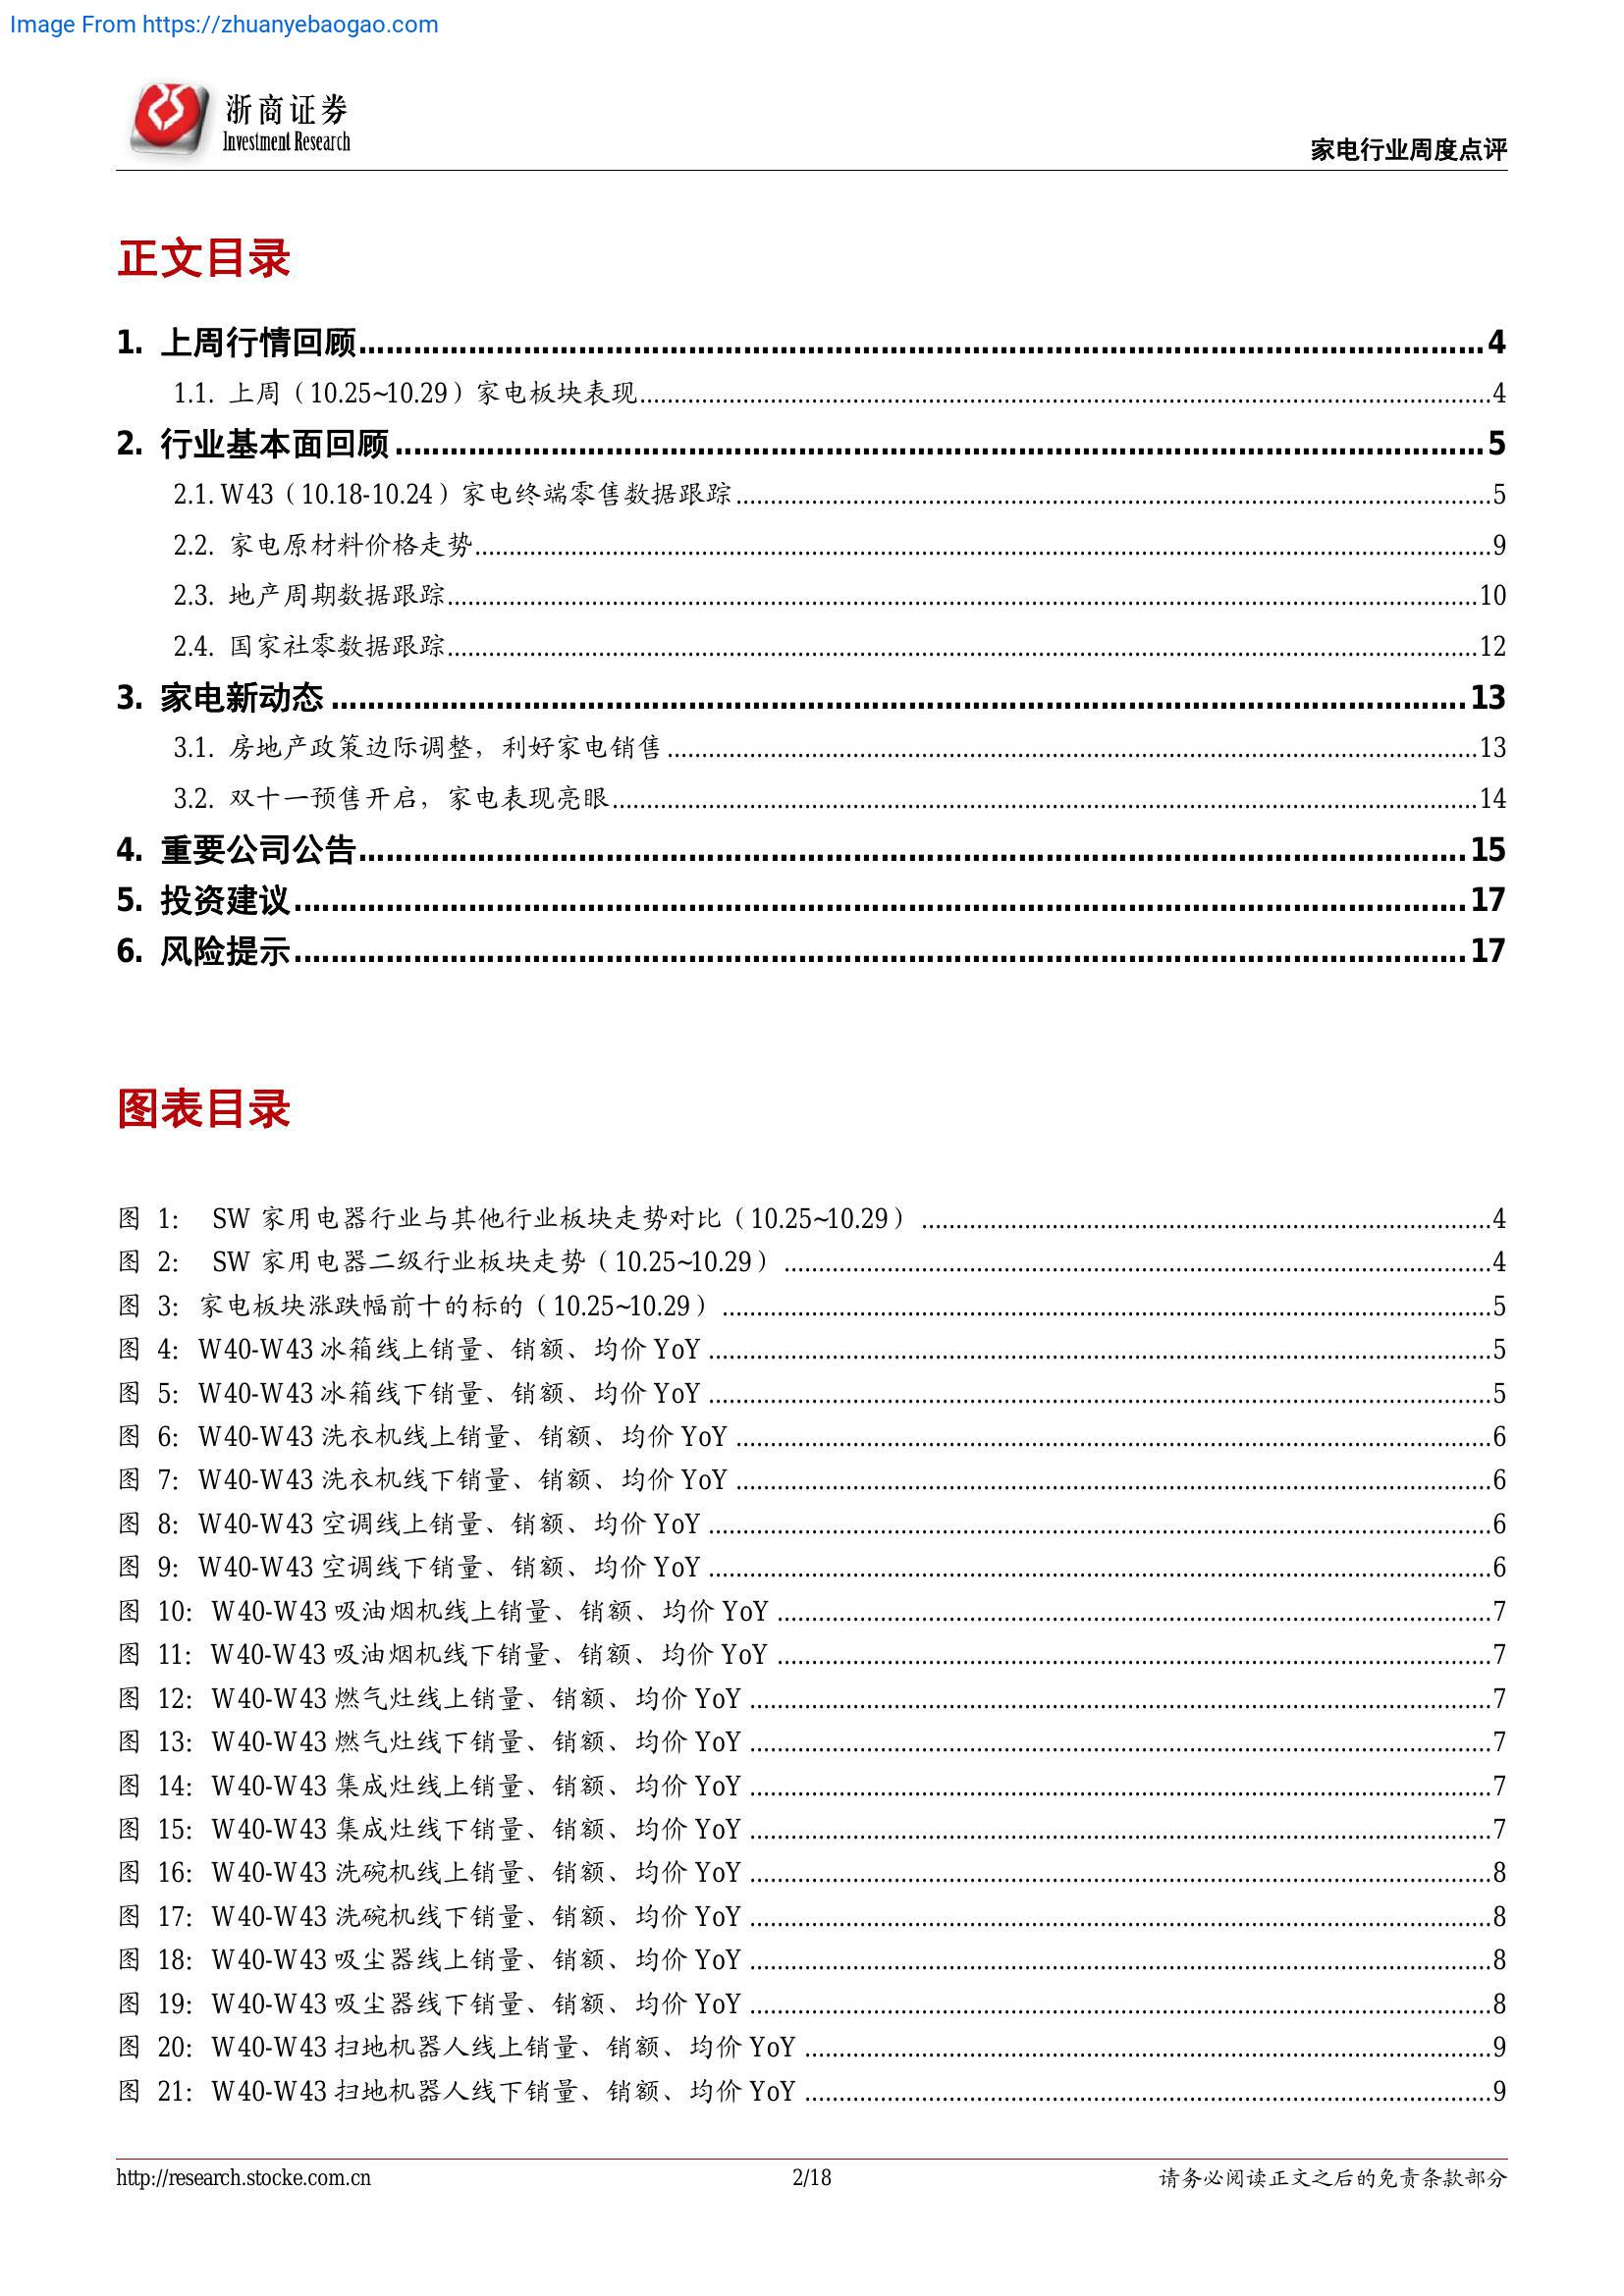 Image From https://zhuanyebaogao.com
浙商证券
Investment Research
家电行业周度点评
正文目录
1. 上周行情回顾 4
1.1. 上周（10.25~10.29）家电板块表现 4
2. 行业基本面回顾 5
2.1. W43（10.18-10.24）家电终端零售数据跟踪 5
2.2. 家电原材料价格走势 9
2.3. 地产周期数据跟踪 10
2.4. 国家社零数据跟踪 12
3. 家电新动态 13
3.1. 房地产政策边际调整，利好家电销售 13
3.2. 双十一预售开启，家电表现亮眼 14
4. 重要公司公告 15
5. 投资建议 17
6. 风险提示 17
图表目录
图 1： SW 家用电器行业与其他行业板块走势对比（10.25~10.29） 4
图 2： SW 家用电器二级行业板块走势（10.25~10.29） 4
图 3：家电板块涨跌幅前十的标的（10.25~10.29） 5
图 4：W40-W43 冰箱线上销量、销额、均价 YoY 5
图 5：W40-W43 冰箱线下销量、销额、均价 YoY 5
图 6：W40-W43 洗衣机线上销量、销额、均价 YoY 6
图 7：W40-W43 洗衣机线下销量、销额、均价 YoY 6
图 8：W40-W43 空调线上销量、销额、均价 YoY 6
图 9：W40-W43 空调线下销量、销额、均价 YoY 6
图 10：W40-W43 吸油烟机线上销量、销额、均价 YoY 7
图 11：W40-W43 吸油烟机线下销量、销额、均价 YoY 7
图 12：W40-W43 燃气灶线上销量、销额、均价 YoY 7
图 13：W40-W43 燃气灶线下销量、销额、均价 YoY 7
图 14：W40-W43 集成灶线上销量、销额、均价 YoY 7
图 15：W40-W43 集成灶线下销量、销额、均价 YoY 7
图 16：W40-W43 洗碗机线上销量、销额、均价 YoY 8
图 17：W40-W43 洗碗机线下销量、销额、均价 YoY 8
图 18：W40-W43 吸尘器线上销量、销额、均价 YoY 8
图 19：W40-W43 吸尘器线下销量、销额、均价 YoY 8
图 20：W40-W43 扫地机器人线上销量、销额、均价 YoY 9
图 21：W40-W43 扫地机器人线下销量、销额、均价 YoY 9
http://research.stocke.com.cn
2/18
请务必阅读正文之后的免责条款部分